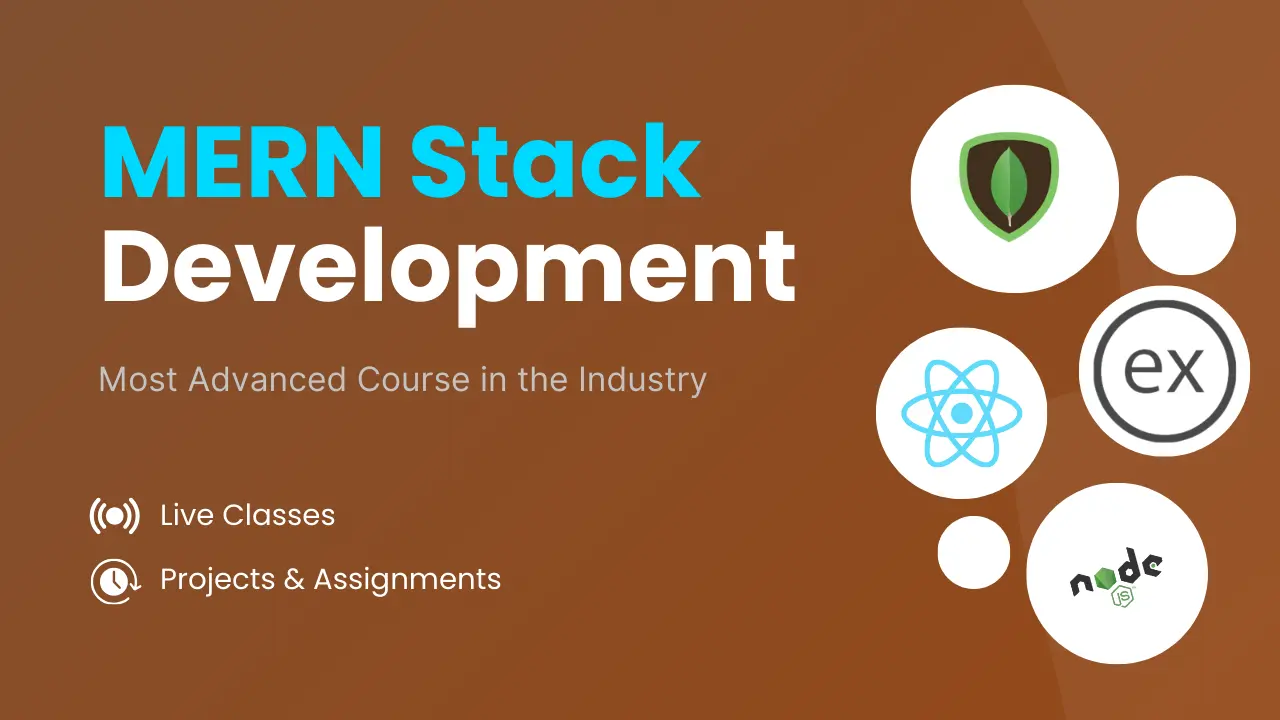 MERN Stack
Development
Most Advanced Course in the Industry
Live Classes
Projects & Assignments
ex
node
JS